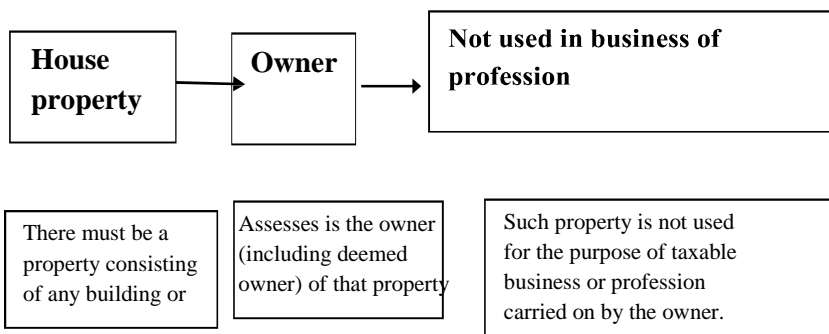 House
property
Owner
Not used in business of
profession
There must be a
property consisting
of any building or
Assesses is the owner
(including deemed
owner) of that property
Such property is not used
for the purpose of taxable
business or profession
carried on by the owner.